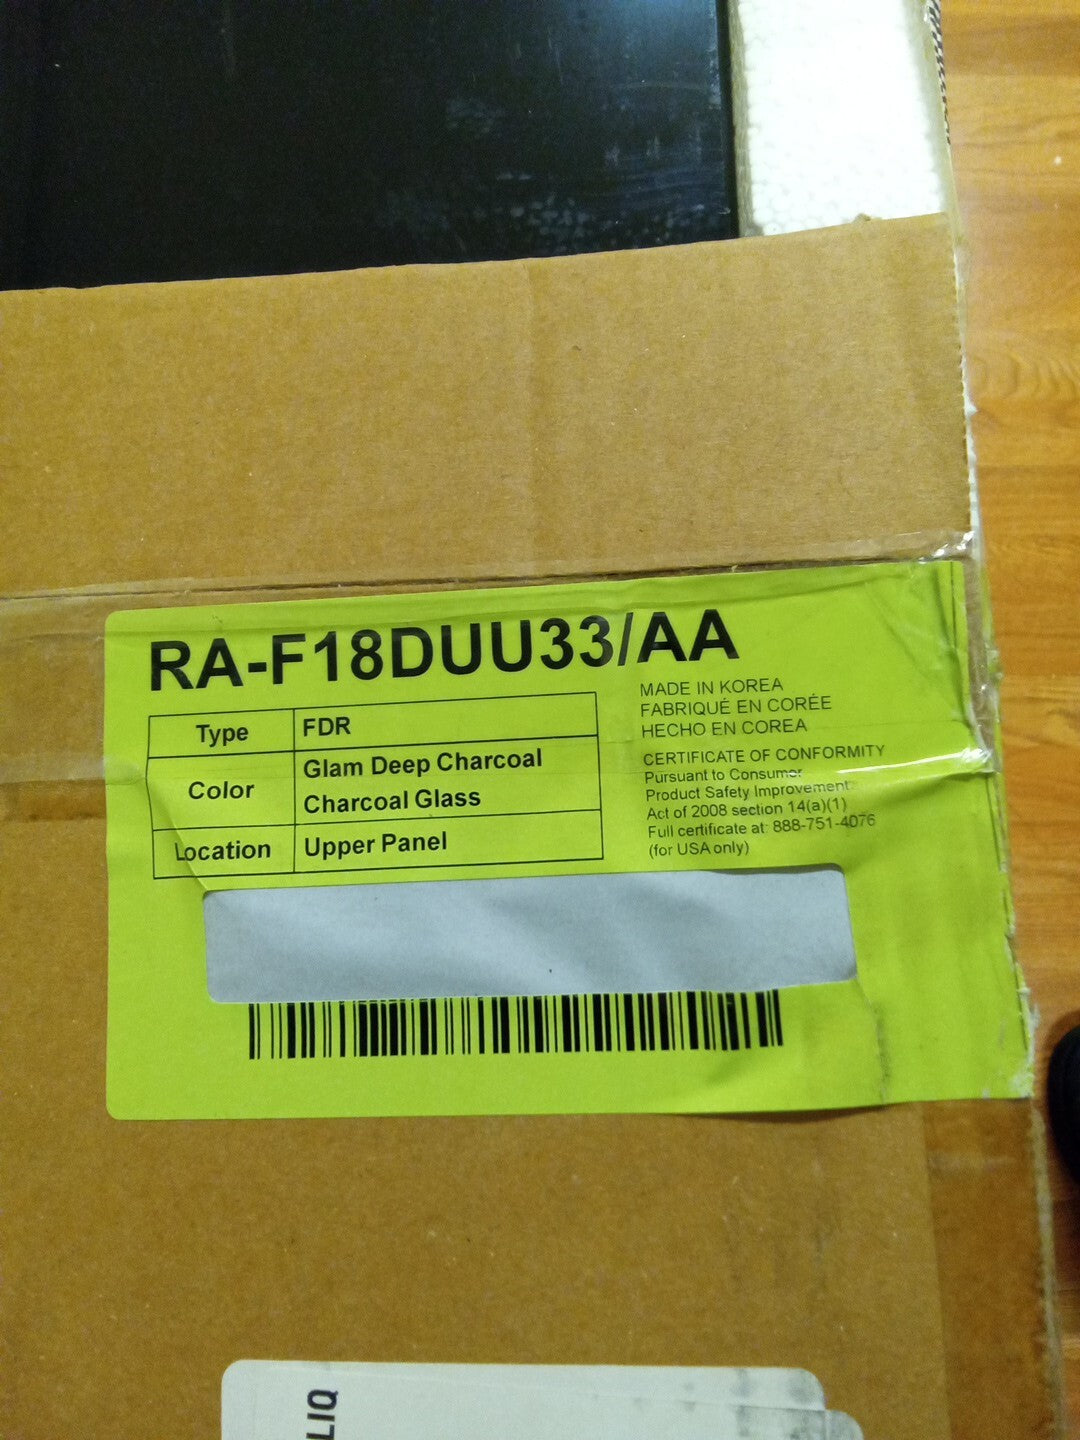 RA-F18DUU33/AA
Type FDR
Color Glam Deep Charcoal
Charcoal Glass
Location Upper Panel
MADE IN KOREA
FABRIQUÉ EN CORÉE
HECHO EN COREA
CERTIFICATE OF CONFORMITY
Pursuant to Consumer
Product Safety Improvement
Act of 2008 section 14(a)(1)
Full certificate at: 888-751-4076
(for USA only)
LIQ